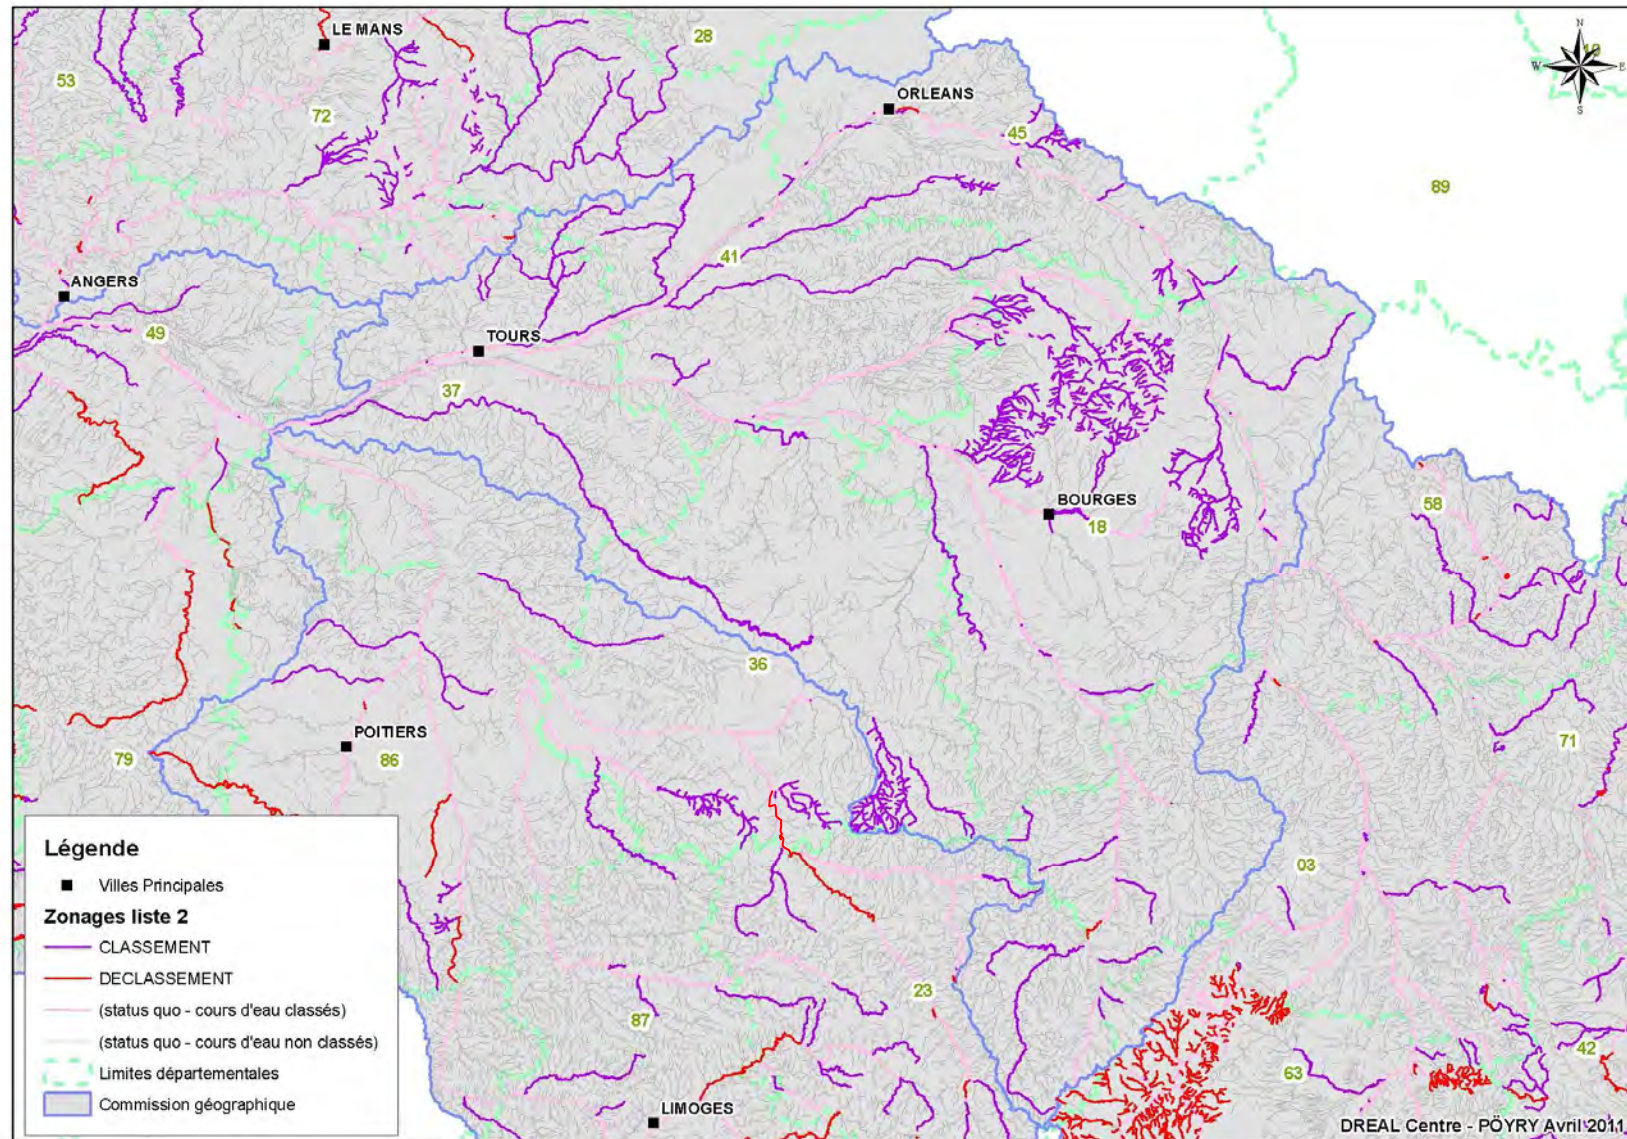 N
W
E
S
LE MANS
28
53
72
ORLEANS
45
89
41
ANGERS
49
TOURS
37
BOURGES
18
58
36
POITIERS
79
86
71
03
23
87
63
42
LIMOGES
Légende
Villes Principales
Zonages liste 2
CLASSEMENT
DECLASSEMENT
(status quo - cours d'eau classés)
(status quo - cours d'eau non classés)
Limites départementales
Commission géographique
DREAL Centre - PÖYRY Avril 2011